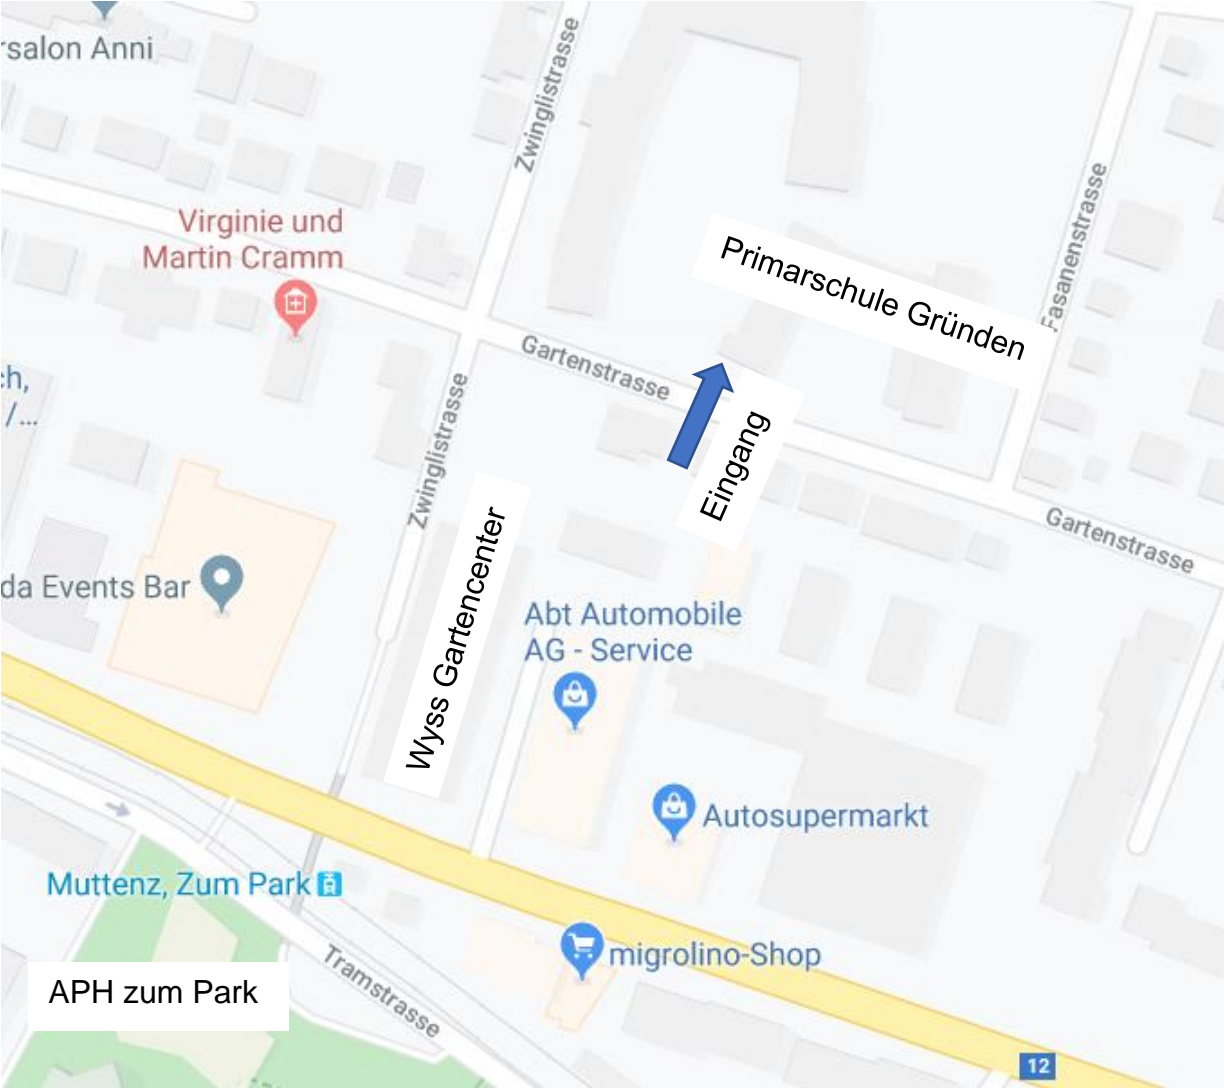 rsalon Anni
Zwinglistrasse
Virginie und
Martin Cramm
Primarschule Gründen
Fasanenstrasse
Gartenstrasse
ch,
/...
Zwinglistrasse
Eingang
Gartenstrasse
Wyss Gartencenter
da Events Bar
Abt Automobile
AG - Service
Autosupermarkt
Muttenz, Zum Park
migrolino-Shop
APH zum Park
Tramstrasse
12